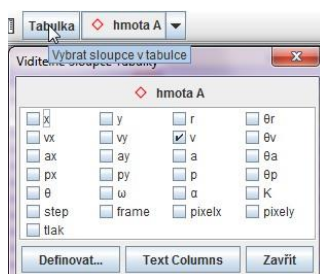 Tabulka hmota A
Vybrat sloupce v tabulce
Viditelné sloupce Tabulky
hmota A
x y r θr
vx vy v θv
ax ay a θa
px py p θp
θ ω α K
step frame pixelx pixely
tlak
Definovat... Text Columns Zavřít